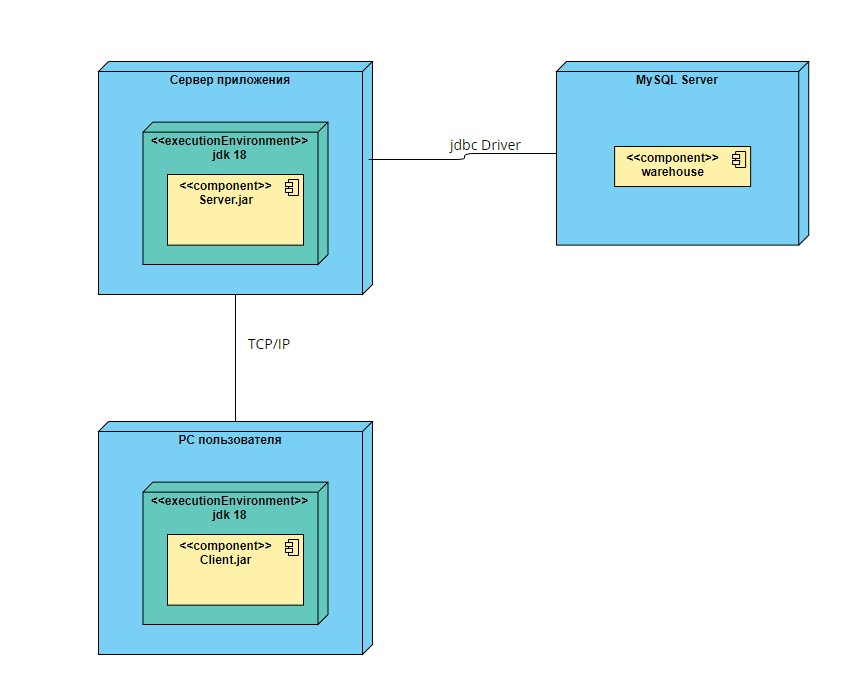 Сервер приложения
<<executionEnvironment>>
jdk 18
<<component>>
Server.jar
jdbc Driver
MySQL Server
<<component>>
warehouse
TCP/IP
PC пользователя
<<executionEnvironment>>
jdk 18
<<component>>
Client.jar